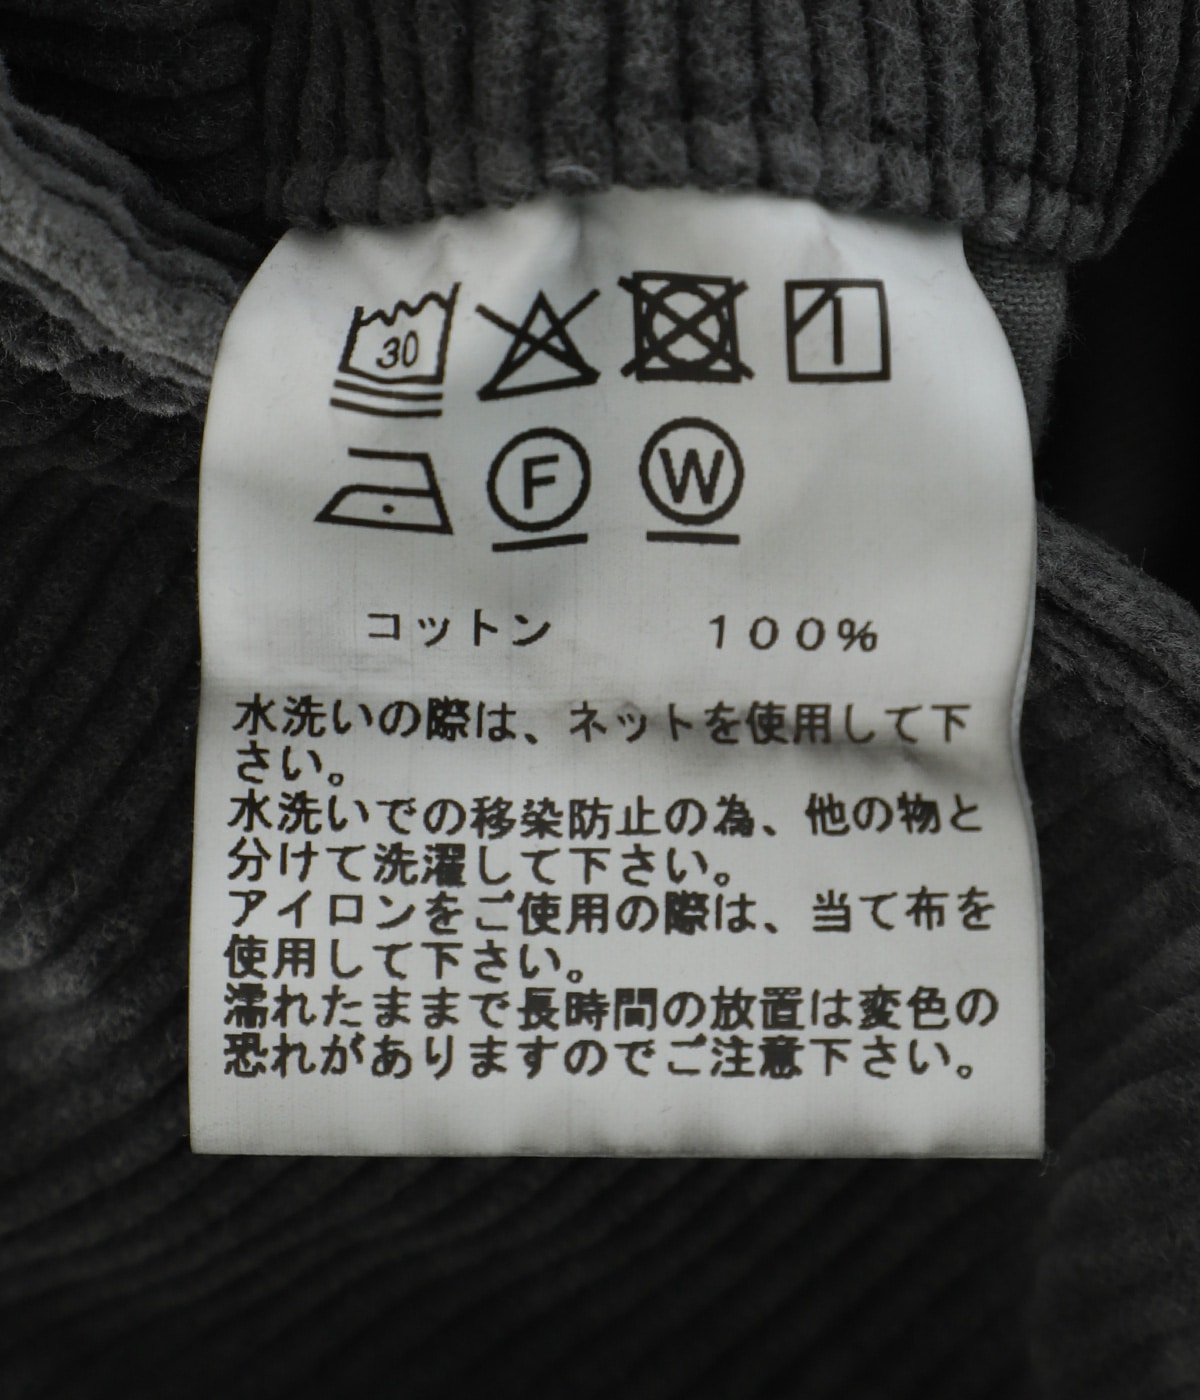 30
F W
コットン 100%
水洗いの際は、ネットを使用して下
さい。
水洗いでの移染防止の為、他の物と
分けて洗濯して下さい。
アイロンをご使用の際は、当て布を
使用して下さい。
濡れたままで長時間の放置は変色の
恐れがありますのでご注意下さい。